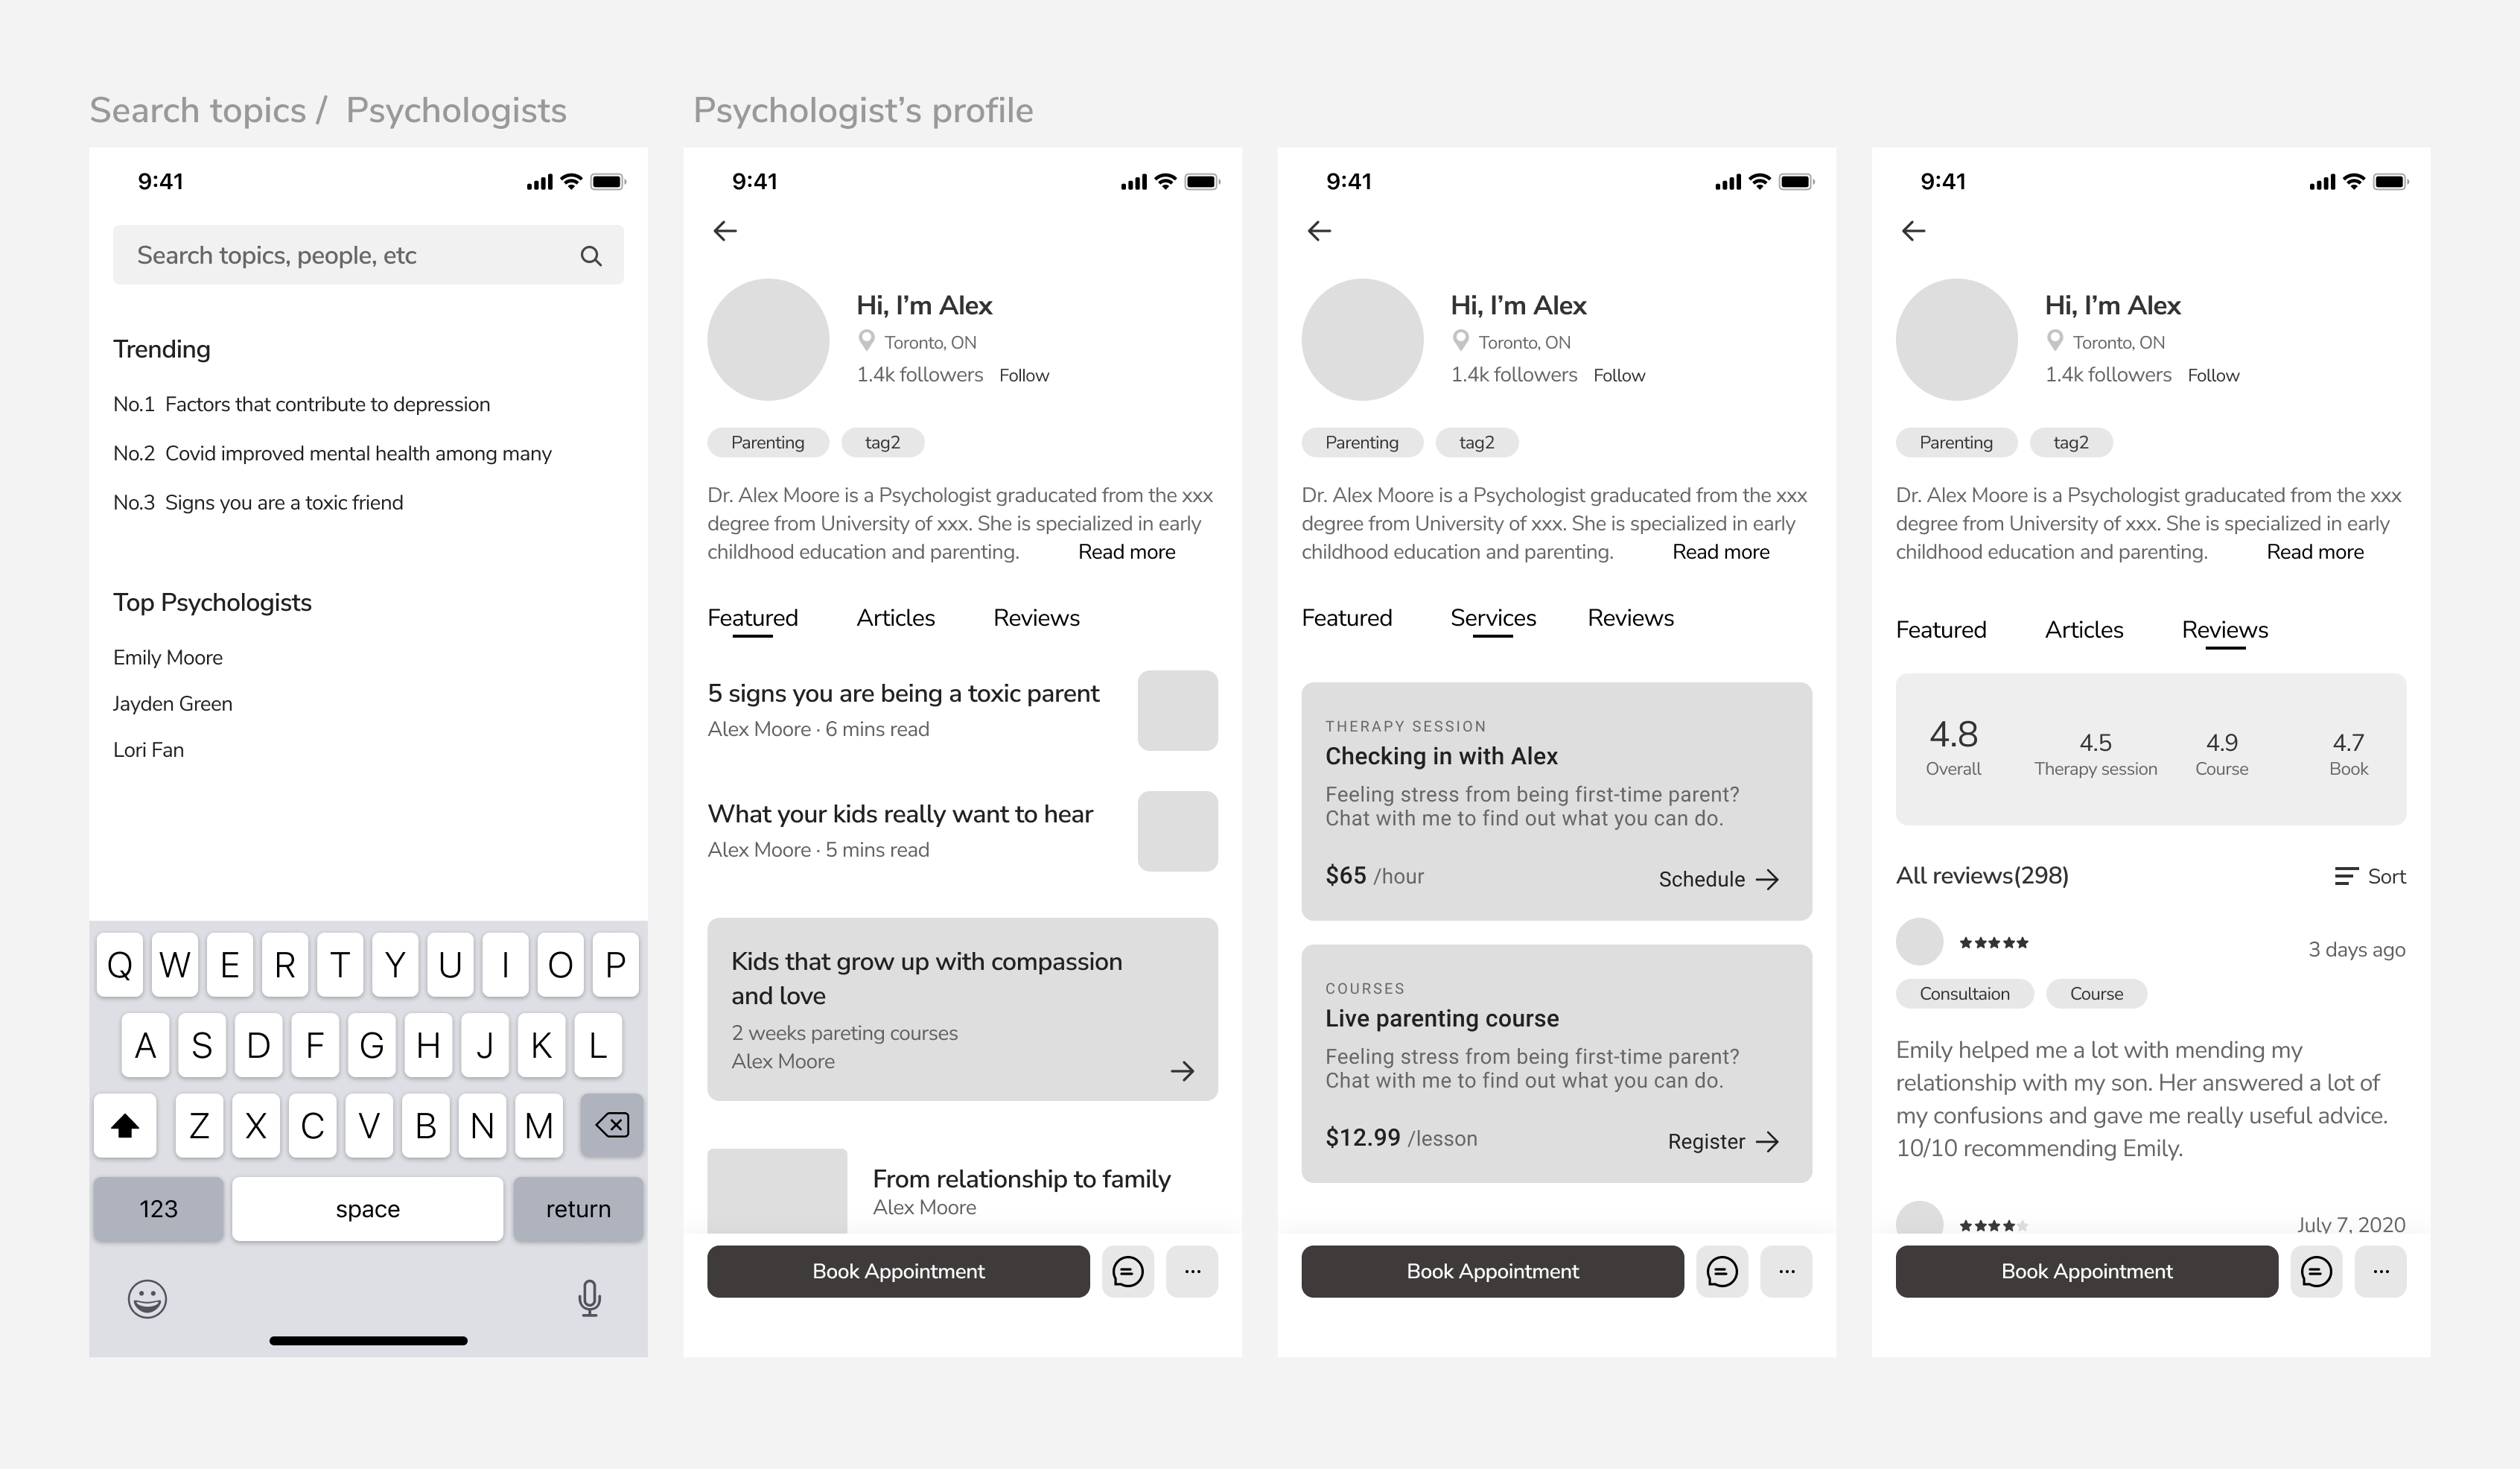 Search topics /  Psychologists
9:41
Search topics, people, etc
Trending
No.1 Factors that contribute to depression
No.2 Covid improved mental health among many
No.3 Signs you are a toxic friend
Top Psychologists
Emily Moore
Jayden Green
Lori Fan
Q W E R T Y U I O P
A S D F G H J K L
Z X C V B N M
123 space return
Psychologist’s profile
9:41
Hi, I’m Alex
Toronto, ON
1.4k followers Follow
Parenting tag2
Dr. Alex Moore is a Psychologist graducated from the xxx
degree from University of xxx. She is specialized in early
childhood education and parenting. Read more
Featured Articles Reviews
5 signs you are being a toxic parent
Alex Moore · 6 mins read
What your kids really want to hear
Alex Moore · 5 mins read
Kids that grow up with compassion
and love
2 weeks pareting courses
Alex Moore
From relationship to family
Alex Moore
Book Appointment
9:41
Hi, I’m Alex
Toronto, ON
1.4k followers Follow
Parenting tag2
Dr. Alex Moore is a Psychologist graducated from the xxx
degree from University of xxx. She is specialized in early
childhood education and parenting. Read more
Featured Services Reviews
THERAPY SESSION
Checking in with Alex
Feeling stress from being first-time parent?
Chat with me to find out what you can do.
$65 /hour Schedule
COURSES
Live parenting course
Feeling stress from being first-time parent?
Chat with me to find out what you can do.
$12.99 /lesson Register
Book Appointment
9:41
Hi, I’m Alex
Toronto, ON
1.4k followers Follow
Parenting tag2
Dr. Alex Moore is a Psychologist graducated from the xxx
degree from University of xxx. She is specialized in early
childhood education and parenting. Read more
Featured Articles Reviews
4.8 4.5 4.9 4.7
Overall Therapy session Course Book
All reviews(298) Sort
3 days ago
Consultaion Course
Emily helped me a lot with mending my
relationship with my son. Her answered a lot of
my confusions and gave me really useful advice.
10/10 recommending Emily.
July 7, 2020
Book Appointment